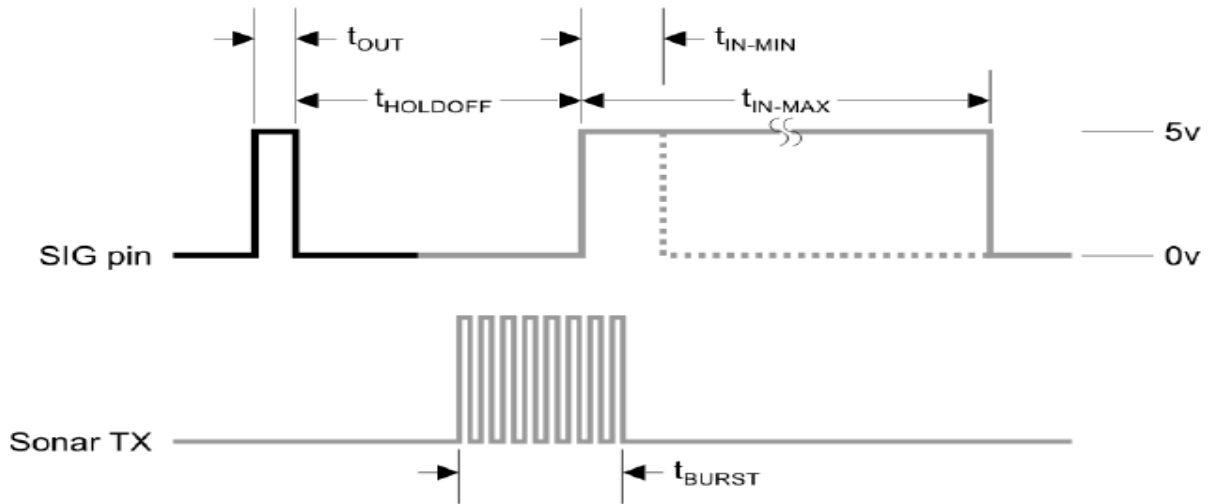 tOUT
tIN-MIN
tHOLDOFF
tIN-MAX
5v
SIG pin
0v
Sonar TX
tBURST